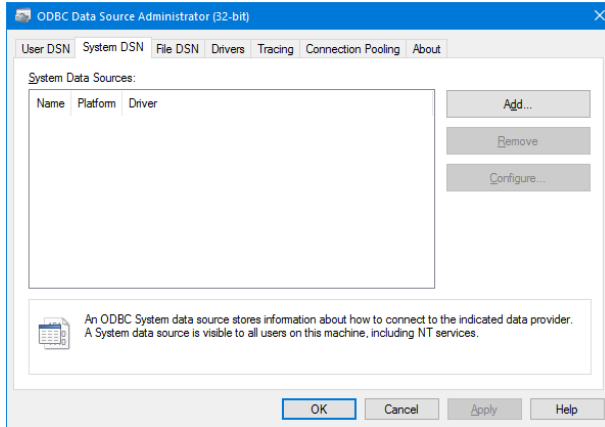 ODBC Data Source Administrator (32-bit)
User DSN System DSN File DSN Drivers Tracing Connection Pooling About
System Data Sources:
Name Platform Driver
Add...
Remove
Configure...
An ODBC System data source stores information about how to connect to the indicated data provider.
A System data source is visible to all users on this machine, including NT services.
OK Cancel Apply Help